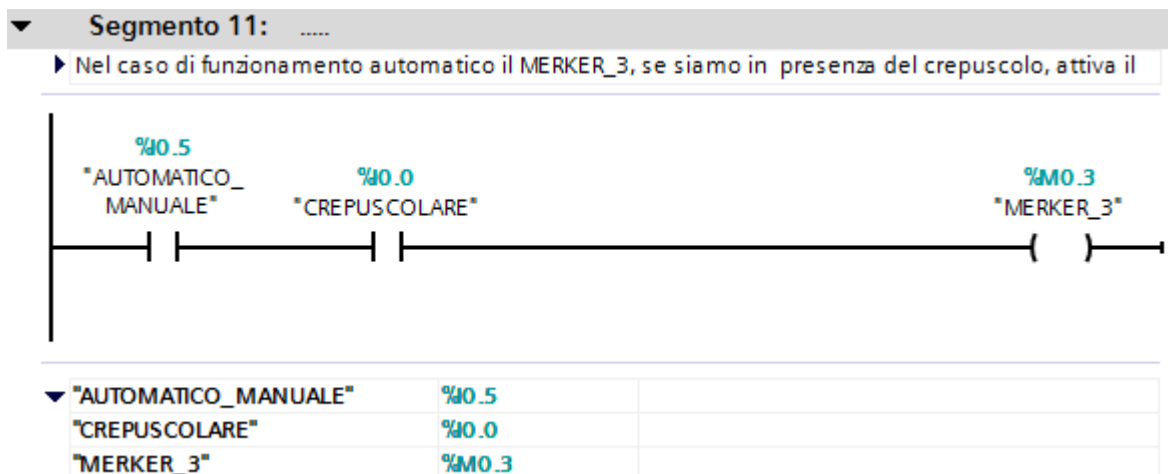 Segmento 11: .....
Nel caso di funzionamento automatico il MERKER_3, se siamo in presenza del crepuscolo, attiva il
%I0.5
"AUTOMATICO_
MANUALE"
%I0.0
"CREPUSCOLARE"
%M0.3
"MERKER_3"
"AUTOMATICO_MANUALE" %I0.5
"CREPUSCOLARE" %I0.0
"MERKER_3" %M0.3